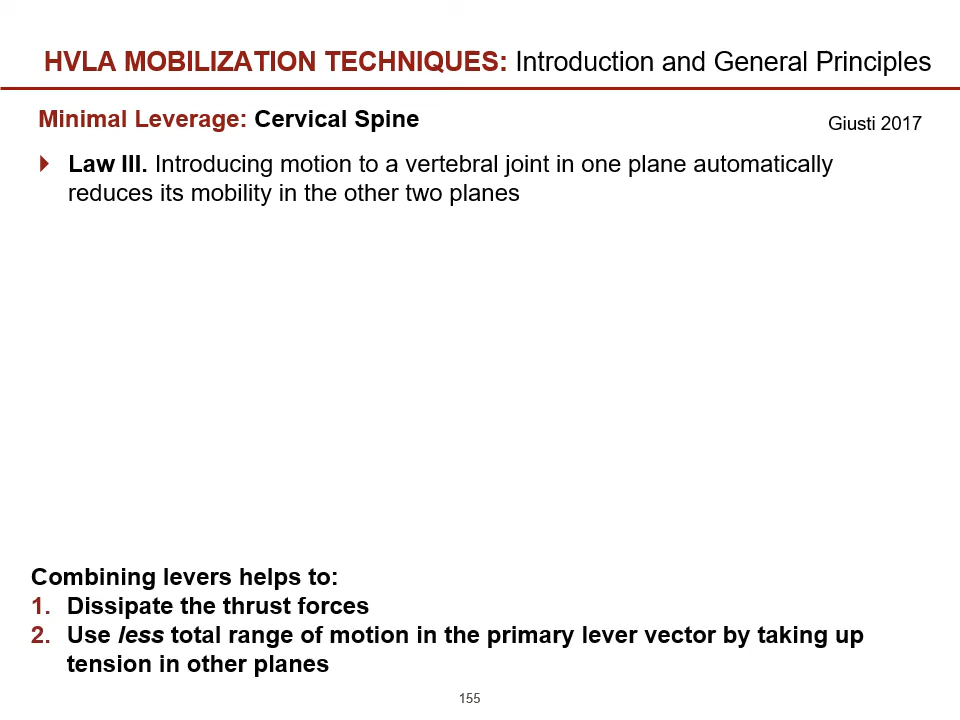 HVLA MOBILIZATION TECHNIQUES: Introduction and General Principles
Minimal Leverage: Cervical Spine
Giusti 2017
Law III. Introducing motion to a vertebral joint in one plane automatically
reduces its mobility in the other two planes
Combining levers helps to:
1. Dissipate the thrust forces
2. Use less total range of motion in the primary lever vector by taking up
tension in other planes
155